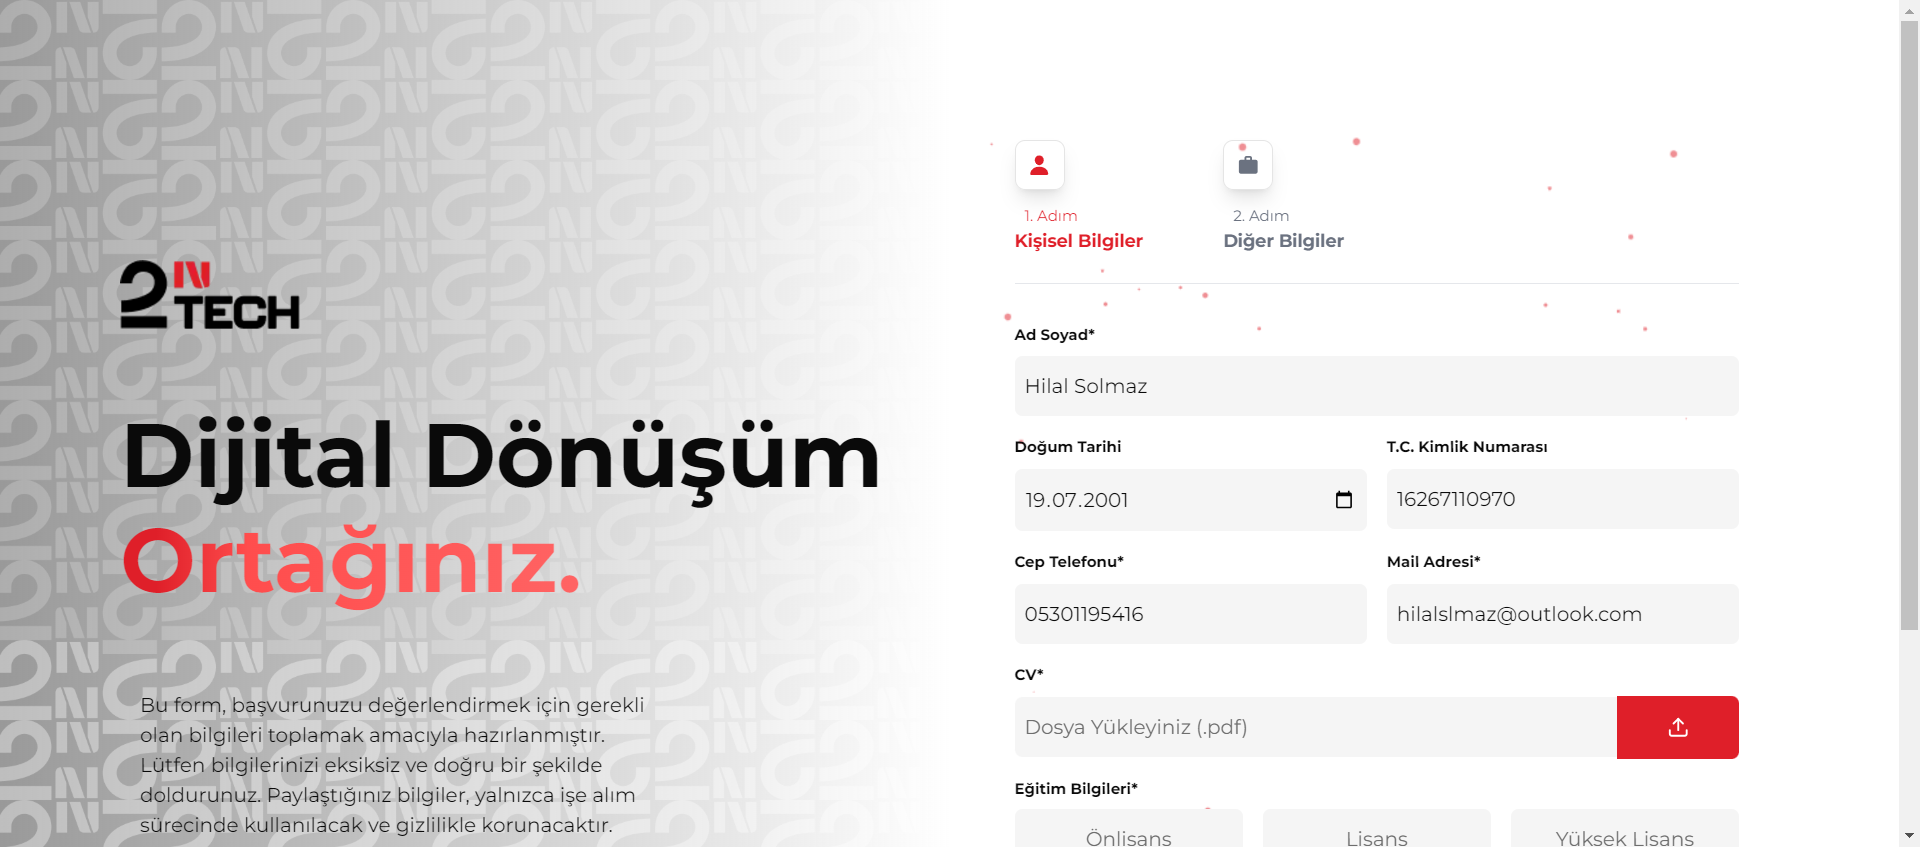 2N TECH
Dijital Dönüşüm
Ortağınız.
Bu form, başvurunuzu değerlendirmek için gerekli
olan bilgileri toplamak amacıyla hazırlanmıştır.
Lütfen bilgilerinizi eksiksiz ve doğru bir şekilde
doldurunuz. Paylaştığınız bilgiler, yalnızca işe alım
sürecinde kullanılacak ve gizlilikle korunacaktır.
1. Adım
Kişisel Bilgiler
2. Adım
Diğer Bilgiler
Ad Soyad*
Hilal Solmaz
Doğum Tarihi
T.C. Kimlik Numarası
19.07.2001
16267110970
Cep Telefonu*
Mail Adresi*
05301195416
hilalslmaz@outlook.com
CV*
Dosya Yükleyiniz (.pdf)
Eğitim Bilgileri*
Önlisans
Lisans
Yüksek Lisans